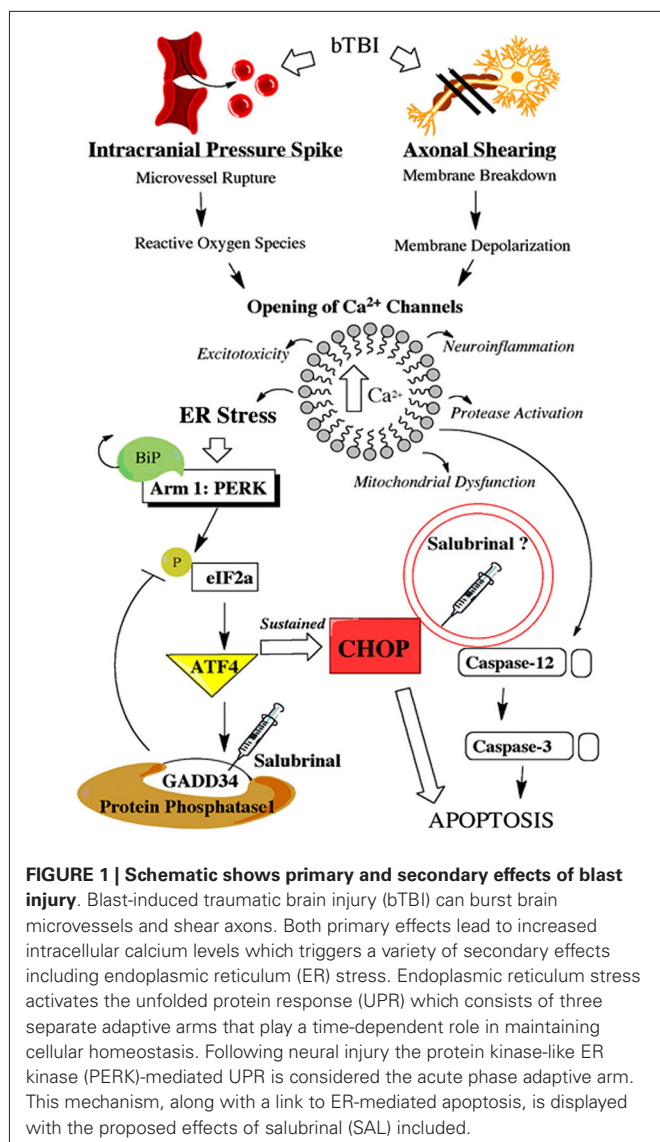 bTBI
Intracranial Pressure Spike
Axonal Shearing
Microvessel Rupture
Membrane Breakdown
Reactive Oxygen Species
Membrane Depolarization
Opening of Ca²⁺ Channels
Excitotoxicity
Neuroinflammation
Ca²⁺
ER Stress
Protease Activation
BiP
Arm 1: PERK
Mitochondrial Dysfunction
Salubrinal ?
P
eIF2a
Sustained
CHOP
ATF4
Caspase-12
Salubrinal
Caspase-3
GADD34
Protein Phosphatase1
APOPTOSIS
FIGURE 1 | Schematic shows primary and secondary effects of blast
injury. Blast-induced traumatic brain injury (bTBI) can burst brain
microvessels and shear axons. Both primary effects lead to increased
intracellular calcium levels which triggers a variety of secondary effects
including endoplasmic reticulum (ER) stress. Endoplasmic reticulum stress
activates the unfolded protein response (UPR) which consists of three
separate adaptive arms that play a time-dependent role in maintaining
cellular homeostasis. Following neural injury the protein kinase-like ER
kinase (PERK)-mediated UPR is considered the acute phase adaptive arm.
This mechanism, along with a link to ER-mediated apoptosis, is displayed
with the proposed effects of salubrinal (SAL) included.